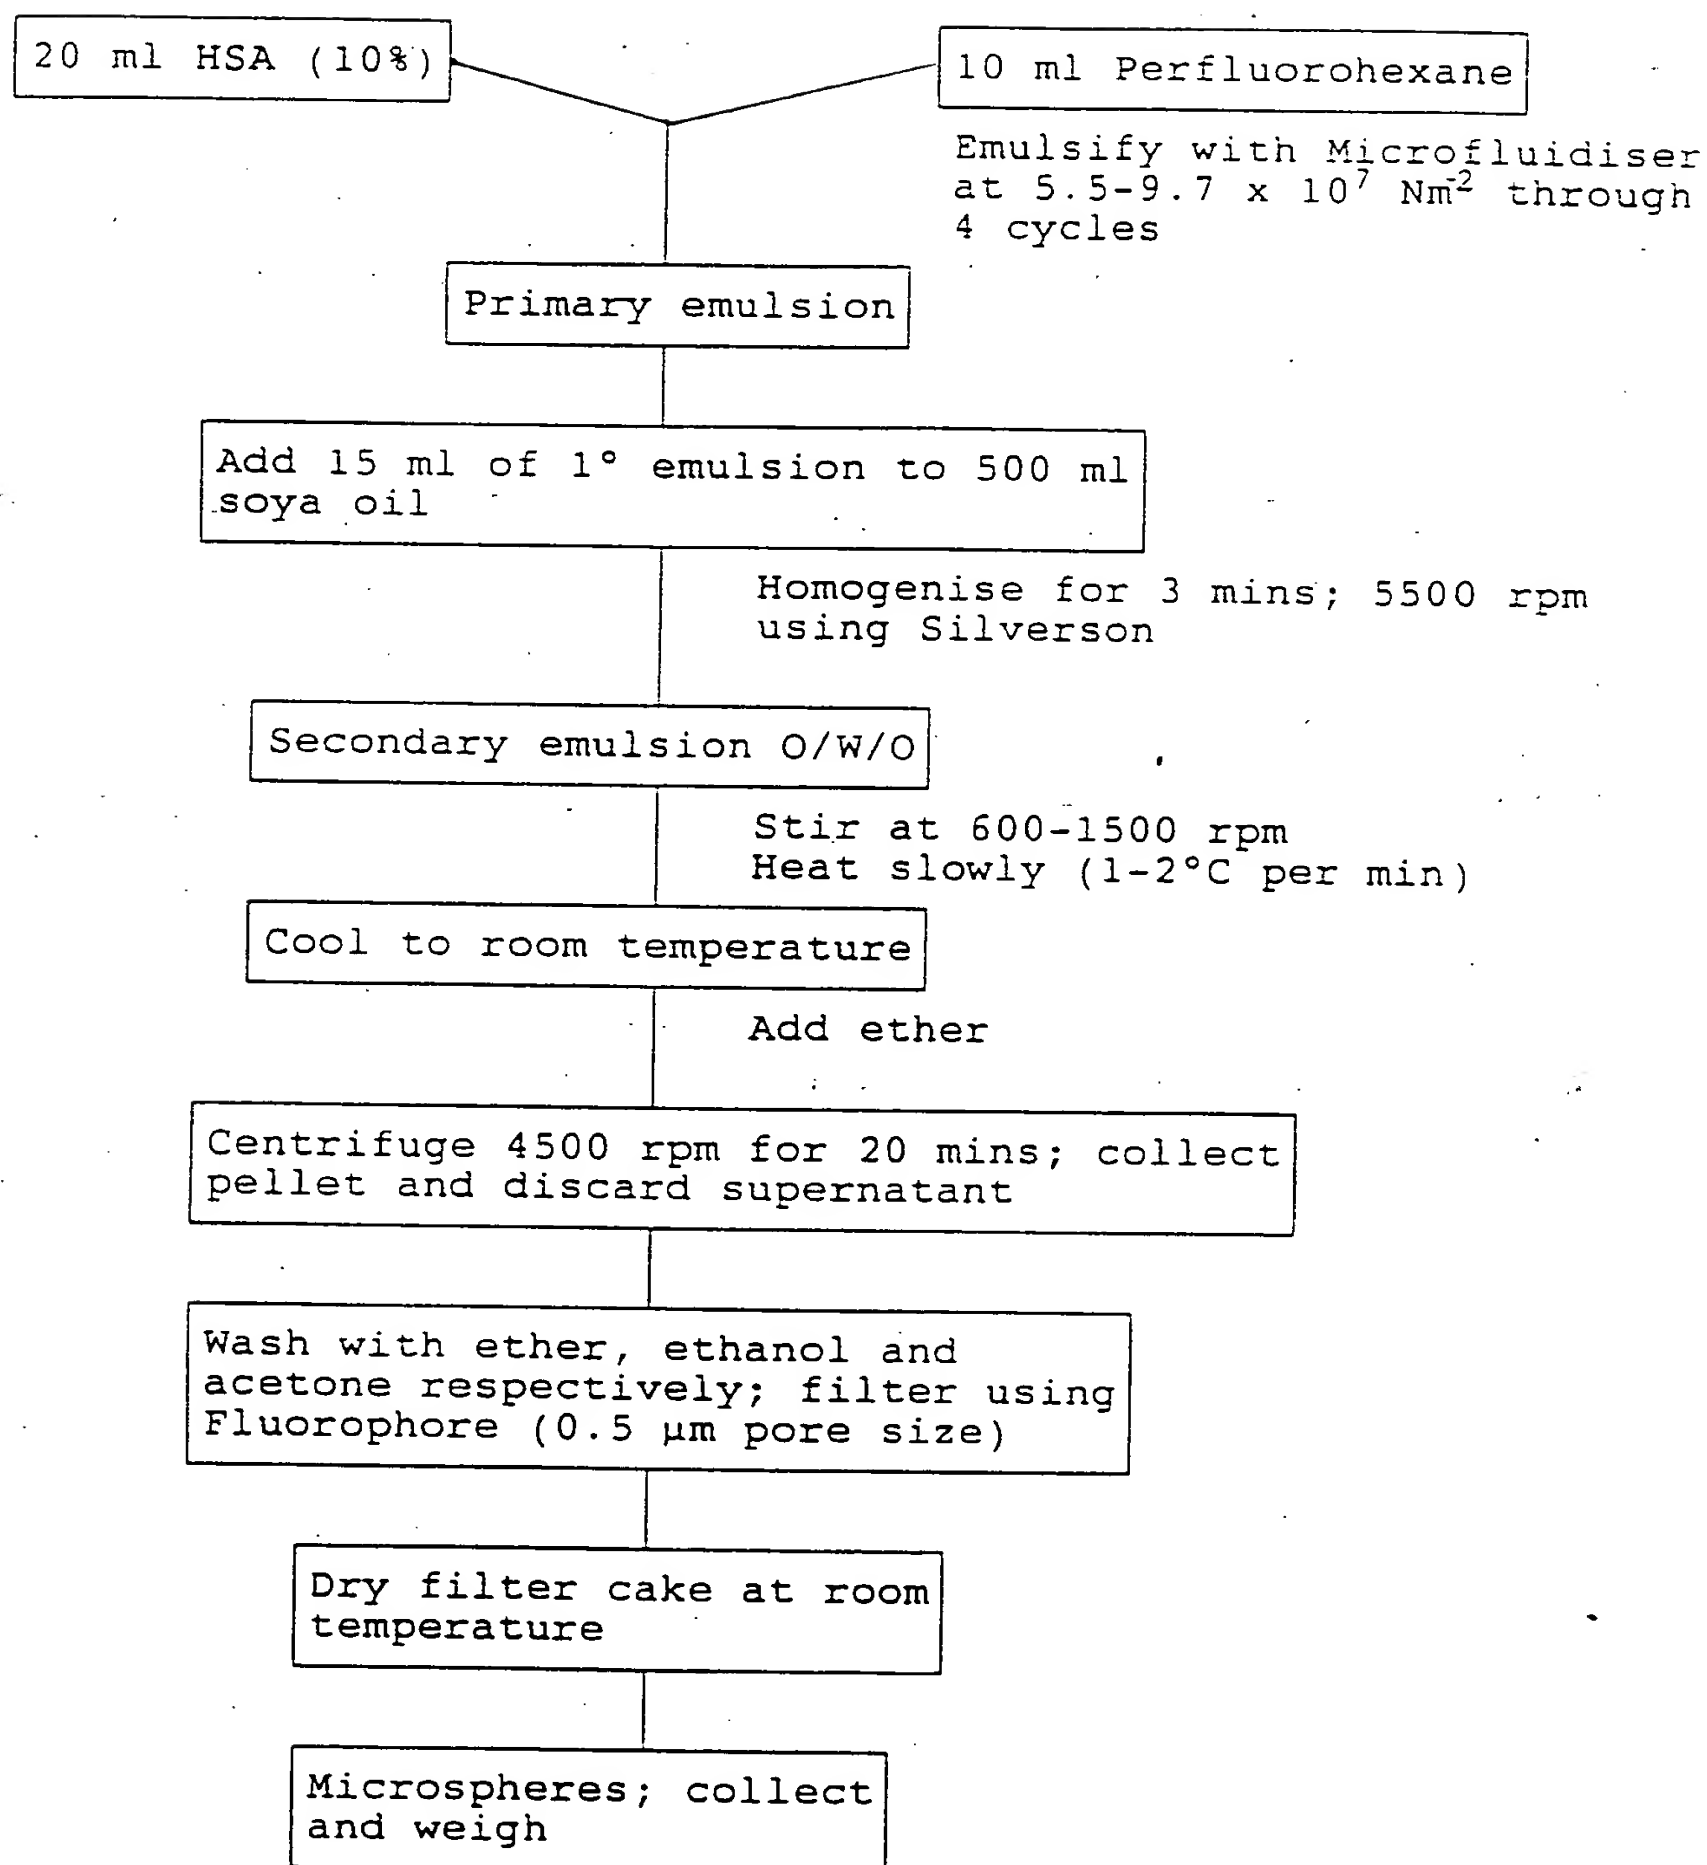 20 ml HSA (10%)
10 ml Perfluorohexane
Emulsify with Microfluidiser
at 5.5-9.7 x 10⁷ Nm⁻² through
4 cycles
Primary emulsion
Add 15 ml of 1° emulsion to 500 ml
soya oil
Homogenise for 3 mins; 5500 rpm
using Silverson
Secondary emulsion O/W/O
Stir at 600-1500 rpm
Heat slowly (1-2°C per min)
Cool to room temperature
Add ether
Centrifuge 4500 rpm for 20 mins; collect
pellet and discard supernatant
Wash with ether, ethanol and
acetone respectively; filter using
Fluorophore (0.5 µm pore size)
Dry filter cake at room
temperature
Microspheres; collect
and weigh